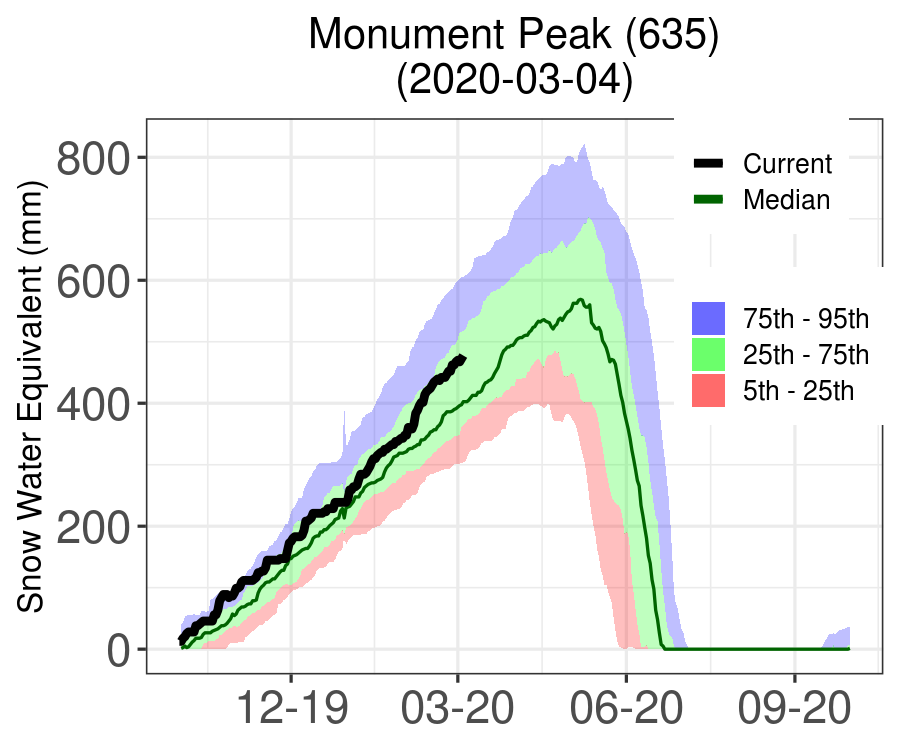 Monument Peak (635)
(2020-03-04)
Snow Water Equivalent (mm)
800
600
400
200
0
12-19
03-20
06-20
09-20
Current
Median
75th - 95th
25th - 75th
5th - 25th